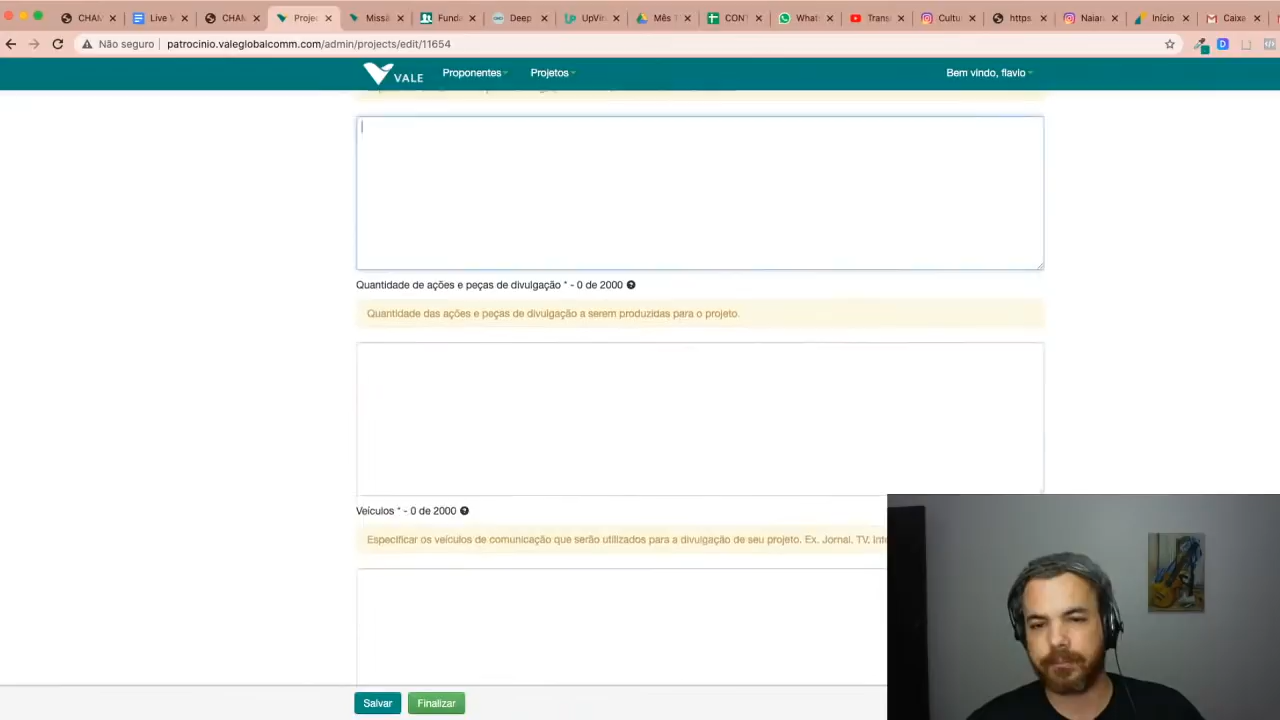 CHAM
Live V
CHAM
Projec
Missã
Funda
Deep
UpVir
Mês T
CONT
What
Trans
Cultu
https
Naian
Início
Caixa
Não seguro patrocinio.valeglobalcomm.com/admin/projects/edit/11654
VALE Proponentes Projetos Bem vindo, flavio
Quantidade de ações e peças de divulgação * - 0 de 2000
Quantidade das ações e peças de divulgação a serem produzidas para o projeto.
Veículos * - 0 de 2000
Especificar os veículos de comunicação que serão utilizados para a divulgação de seu projeto. Ex. Jornal, TV, Inte
Salvar Finalizar